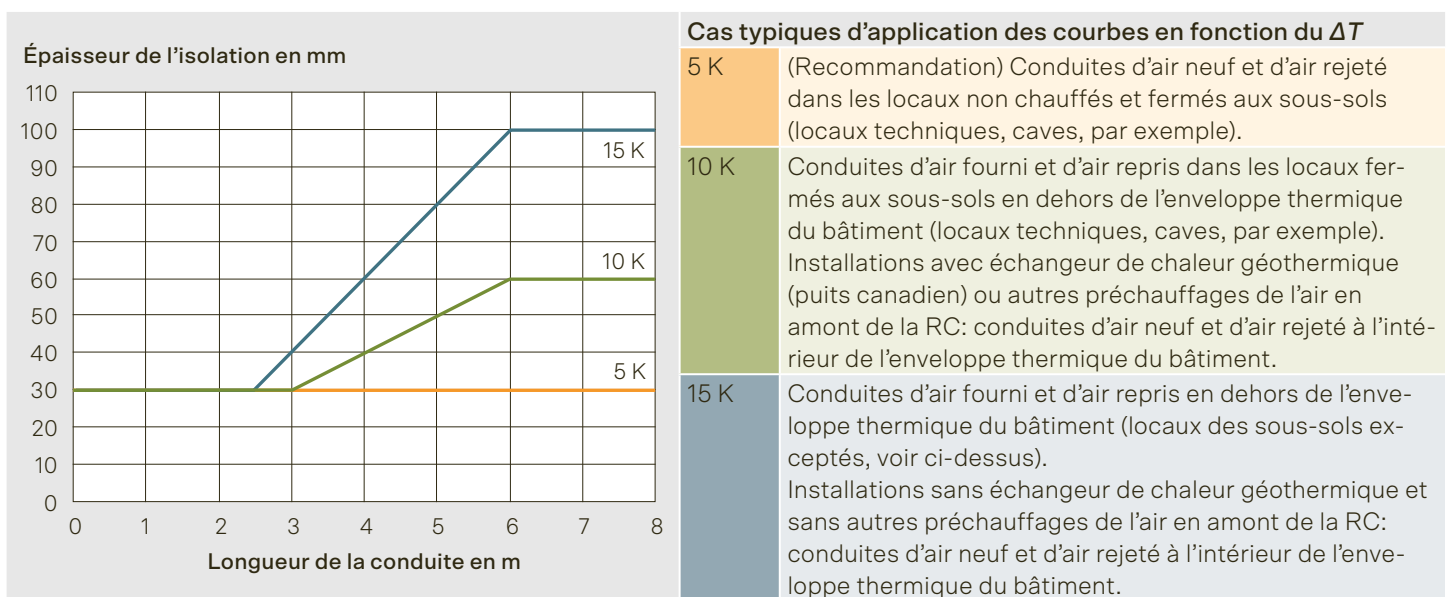 Épaisseur de l'isolation en mm
110
100
90
80
70
60
50
40
30
20
10
0
15 K
10 K
5 K
0 1 2 3 4 5 6 7 8
Longueur de la conduite en m
Cas typiques d'application des courbes en fonction du ΔT
5 K (Recommandation) Conduites d'air neuf et d'air rejeté
dans les locaux non chauffés et fermés aux sous-sols
(locaux techniques, caves, par exemple).
10 K Conduites d'air fourni et d'air repris dans les locaux fer-
més aux sous-sols en dehors de l'enveloppe thermique
du bâtiment (locaux techniques, caves, par exemple).
Installations avec échangeur de chaleur géothermique
(puits canadien) ou autres préchauffages de l'air en
amont de la RC: conduites d'air neuf et d'air rejeté à l'inté-
rieur de l'enveloppe thermique du bâtiment.
15 K Conduites d'air fourni et d'air repris en dehors de l'enve-
loppe thermique du bâtiment (locaux des sous-sols ex-
ceptés, voir ci-dessus).
Installations sans échangeur de chaleur géothermique et
sans autres préchauffages de l'air en amont de la RC:
conduites d'air neuf et d'air rejeté à l'intérieur de l'enve-
loppe thermique du bâtiment.